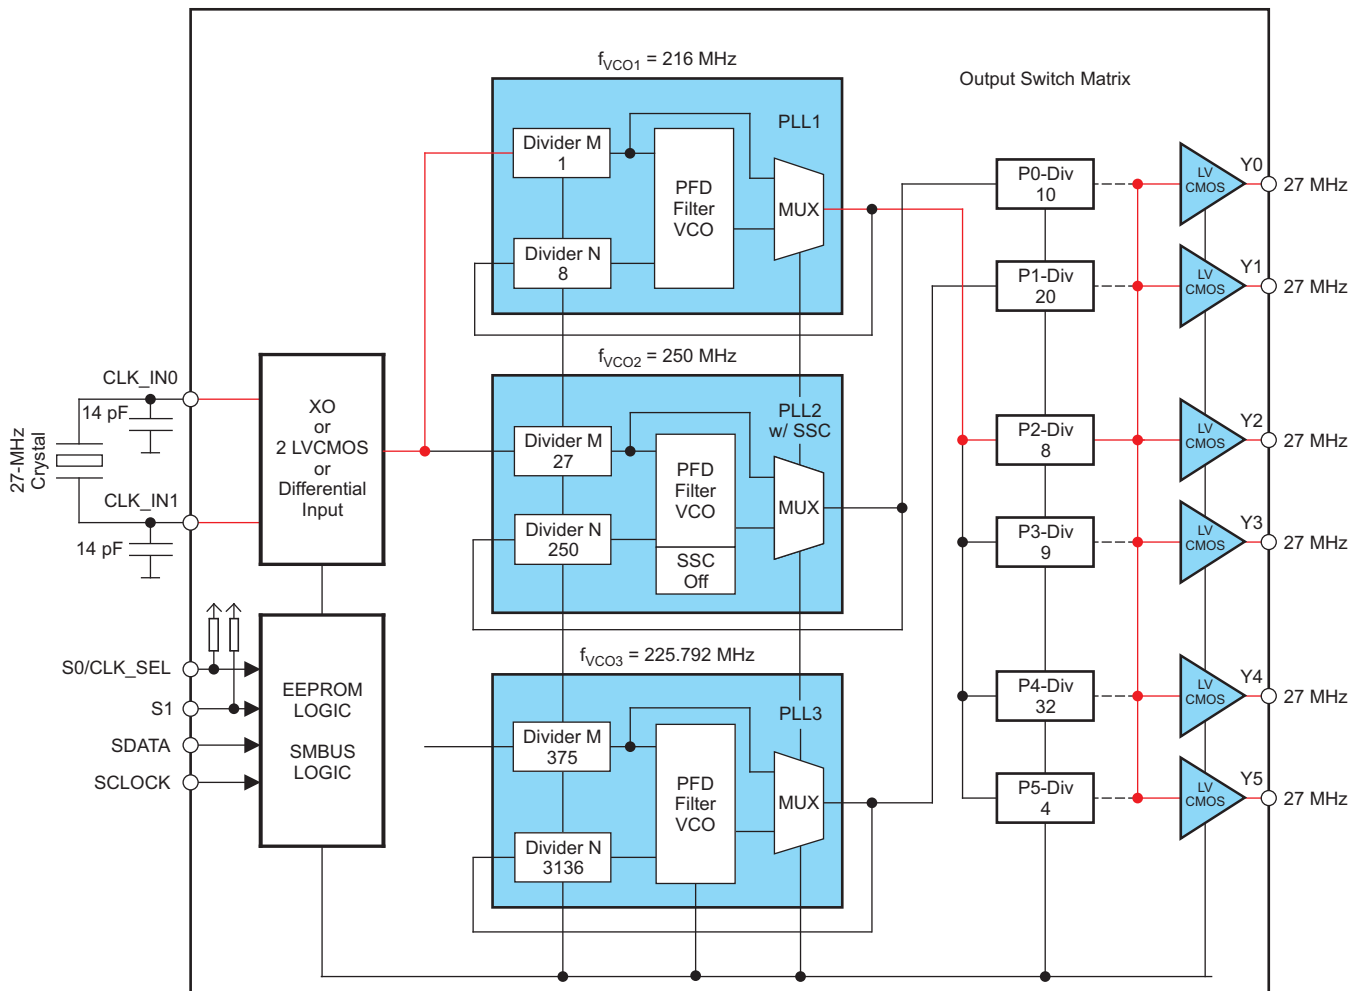 fVCO1 = 216 MHz
Output Switch Matrix
PLL1
Divider M
1
PFD
Filter
VCO
MUX
Divider N
8
P0-Div
10
LV
CMOS
Y0
27 MHz
P1-Div
20
LV
CMOS
Y1
27 MHz
fVCO2 = 250 MHz
PLL2
w/ SSC
Divider M
27
PFD
Filter
VCO
MUX
Divider N
250
SSC
Off
P2-Div
8
LV
CMOS
Y2
27 MHz
P3-Div
9
LV
CMOS
Y3
27 MHz
CLK_IN0
14 pF
27-MHz
Crystal
CLK_IN1
14 pF
XO
or
2 LVCMOS
or
Differential
Input
S0/CLK_SEL
S1
SDATA
SCLOCK
EEPROM
LOGIC
SMBUS
LOGIC
fVCO3 = 225.792 MHz
PLL3
Divider M
375
PFD
Filter
VCO
MUX
Divider N
3136
P4-Div
32
LV
CMOS
Y4
27 MHz
P5-Div
4
LV
CMOS
Y5
27 MHz